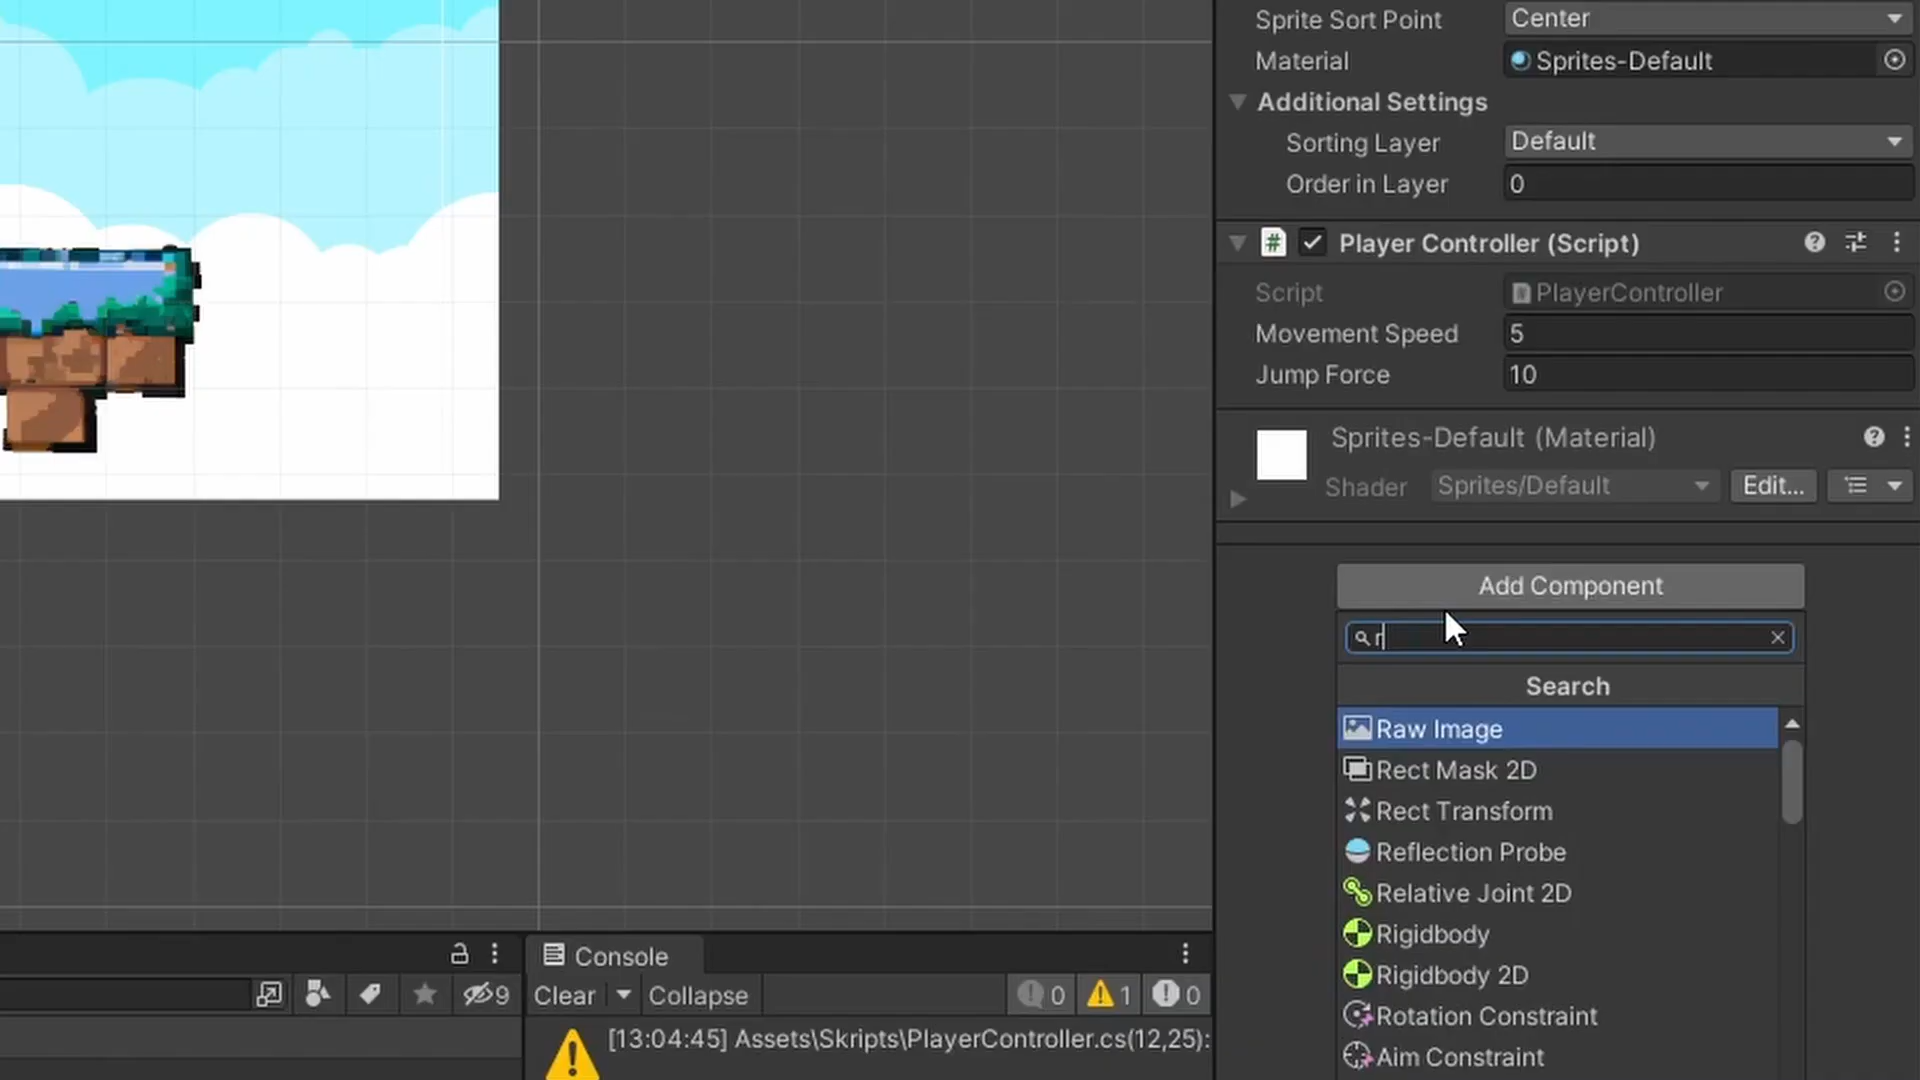 Sprite Sort Point Center
Material Sprites-Default
Additional Settings
Sorting Layer Default
Order in Layer 0
Player Controller (Script)
Script PlayerController
Movement Speed 5
Jump Force 10
Sprites-Default (Material)
Shader Sprites/Default Edit...
Add Component
r
Search
Raw Image
Rect Mask 2D
Rect Transform
Reflection Probe
Relative Joint 2D
Rigidbody
Rigidbody 2D
Rotation Constraint
Aim Constraint
Console
9 Clear Collapse 0 1 0
[13:04:45] Assets\Skripts\PlayerController.cs(12,25):